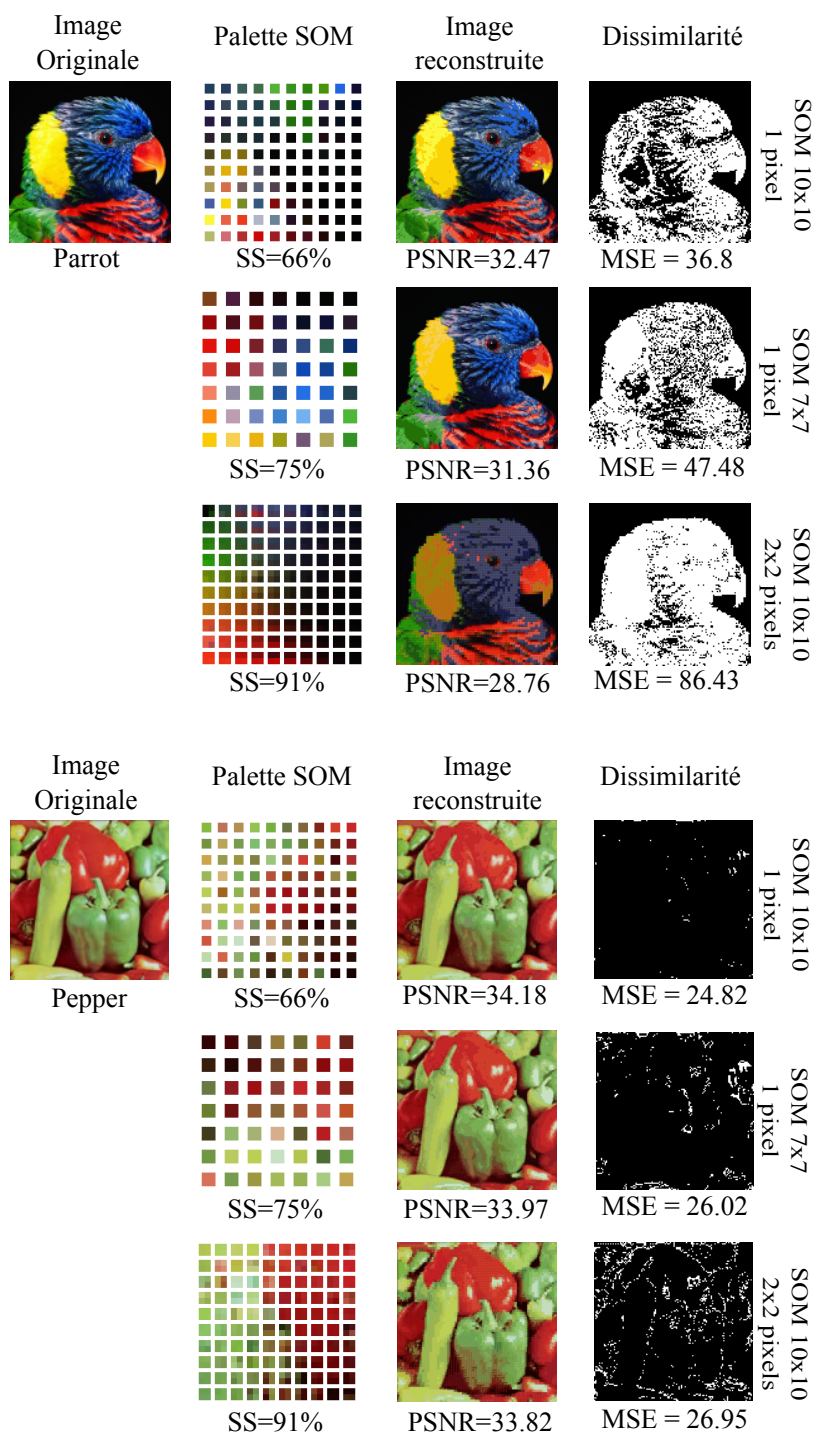 Image
Originale
Palette SOM
Image
reconstruite
Dissimilarité
SOM 10x10
1 pixel
Parrot
SS=66%
PSNR=32.47
MSE = 36.8
SOM 7x7
1 pixel
SS=75%
PSNR=31.36
MSE = 47.48
SOM 10x10
2x2 pixels
SS=91%
PSNR=28.76
MSE = 86.43
Image
Originale
Palette SOM
Image
reconstruite
Dissimilarité
SOM 10x10
1 pixel
Pepper
SS=66%
PSNR=34.18
MSE = 24.82
SOM 7x7
1 pixel
SS=75%
PSNR=33.97
MSE = 26.02
SOM 10x10
2x2 pixels
SS=91%
PSNR=33.82
MSE = 26.95